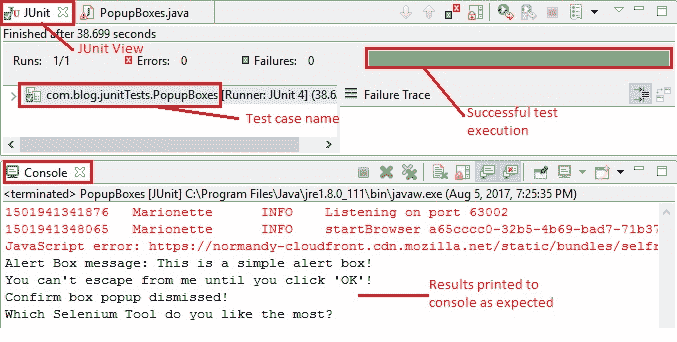 JUnit PopupBoxes.java
Finished after 38.699 seconds
JUnit View
Runs: 1/1 Errors: 0 Failures: 0
com.blog.junitTests.PopupBoxes [Runner: JUnit 4] (38.6
Failure Trace
Test case name
Successful test
execution
Console
<terminated> PopupBoxes [JUnit] C:\Program Files\Java\jre1.8.0_111\bin\javaw.exe (Aug 5, 2017, 7:25:35 PM)
1501941341876 Marionette INFO Listening on port 63002
1501941348065 Marionette INFO startBrowser a65cccc0-32b5-4b69-bad7-71b37
JavaScript error: https://normandy-cloudfront.cdn.mozilla.net/static/bundles/selfr
Alert Box message: This is a simple alert box!
You can't escape from me until you click 'OK'!
Confirm box popup dismissed!
Which Selenium Tool do you like the most?
Results printed to
console as expected